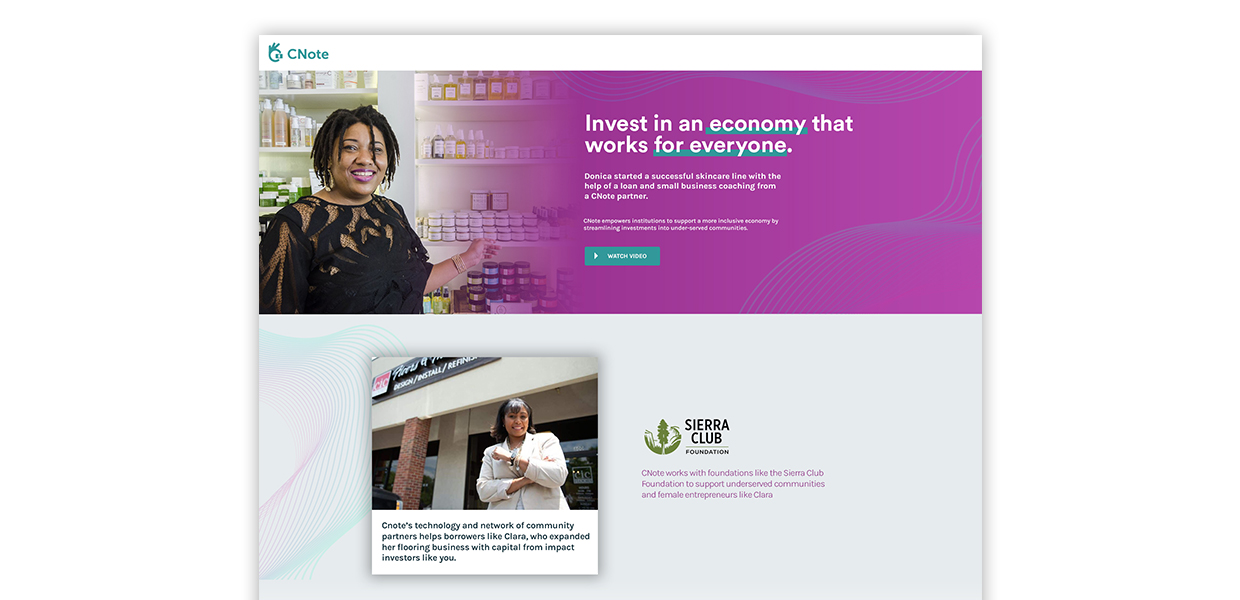 CNote
Invest in an economy that
works for everyone.
Donica started a successful skincare line with the
help of a loan and small business coaching from
a CNote partner.
CNote empowers institutions to support a more inclusive economy by
streamlining investments into under-served communities.
WATCH VIDEO
DESIGN/INSTALL/REFINISH
SIERRA
CLUB
FOUNDATION
CNote works with foundations like the Sierra Club
Foundation to support underserved communities
and female entrepreneurs like Clara
Cnote's technology and network of community
partners helps borrowers like Clara, who expanded
her flooring business with capital from impact
investors like you.